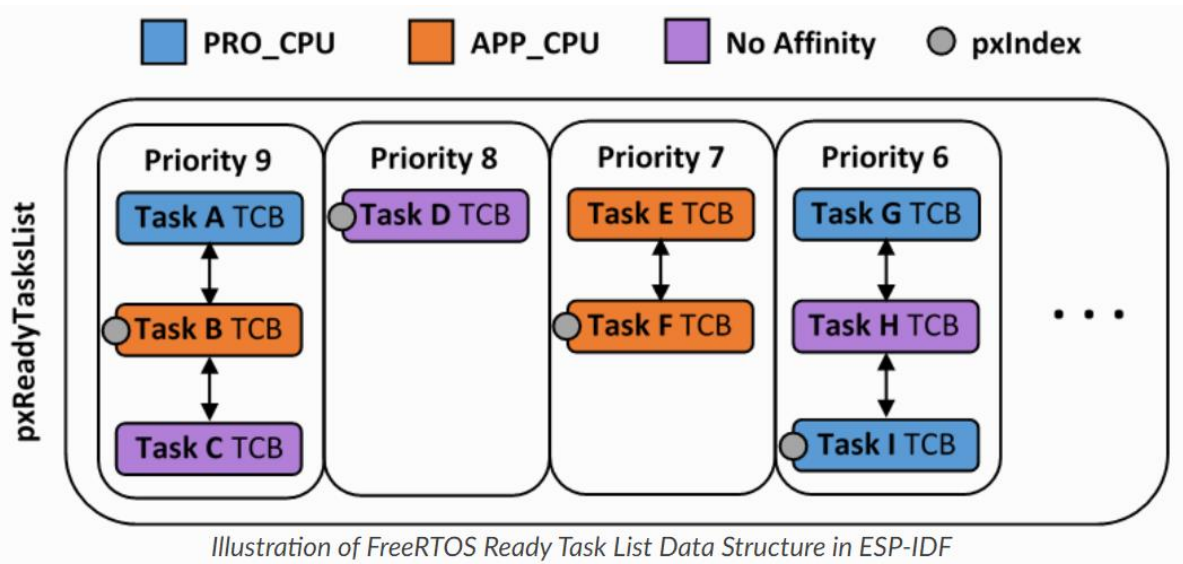 PRO_CPU APP_CPU No Affinity pxIndex
pxReadyTasksList
Priority 9 Priority 8 Priority 7 Priority 6
Task A TCB Task D TCB Task E TCB Task G TCB
Task B TCB Task F TCB Task H TCB
Task C TCB Task I TCB
. . .
Illustration of FreeRTOS Ready Task List Data Structure in ESP-IDF